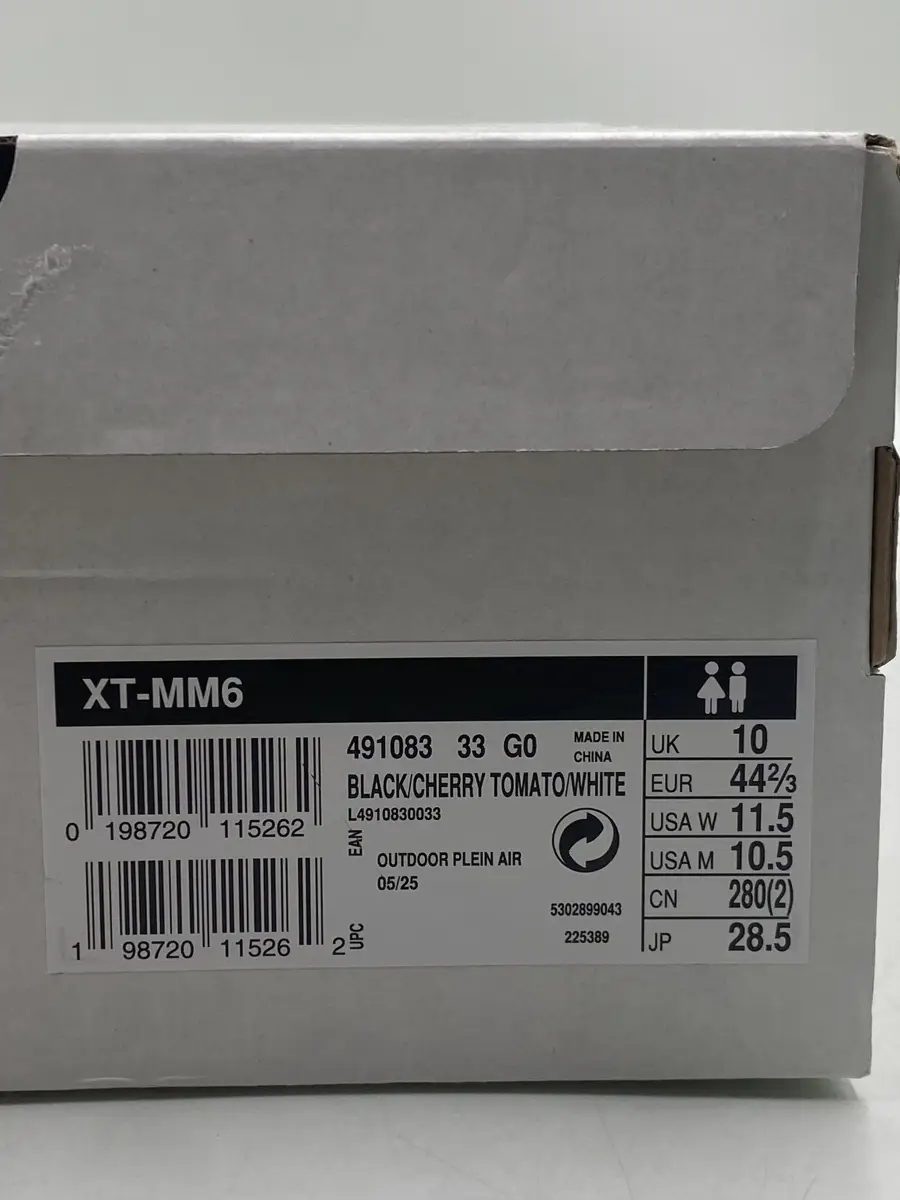 XT-MM6
491083 33 G0
MADE IN
CHINA
BLACK/CHERRY TOMATO/WHITE
L4910830033
0 198720 115262
EAN
OUTDOOR PLEIN AIR
05/25
5302899043
225389
1 98720 11526 2
UPC
UK 10
EUR 44⅔
USA W 11.5
USA M 10.5
CN 280(2)
JP 28.5